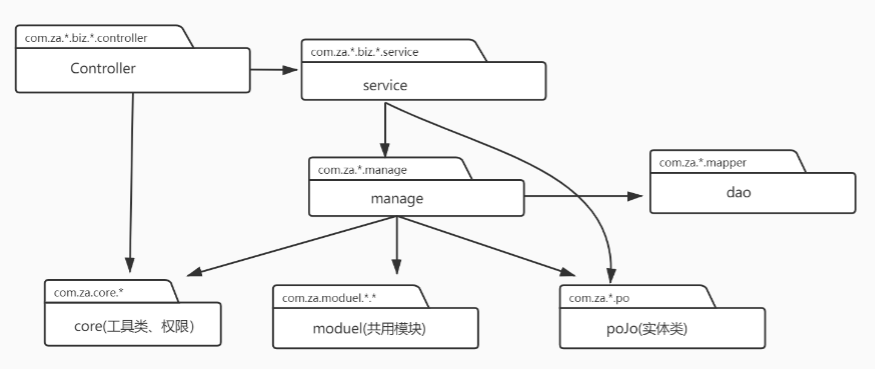 com.za.*.biz.*.controller
Controller
com.za.*.biz.*.service
service
com.za.*.manage
manage
com.za.*.mapper
dao
com.za.core.*
core(工具类、权限）
com.za.moduel.*.*
moduel(共用模块)
com.za.*.po
poJo(实体类)